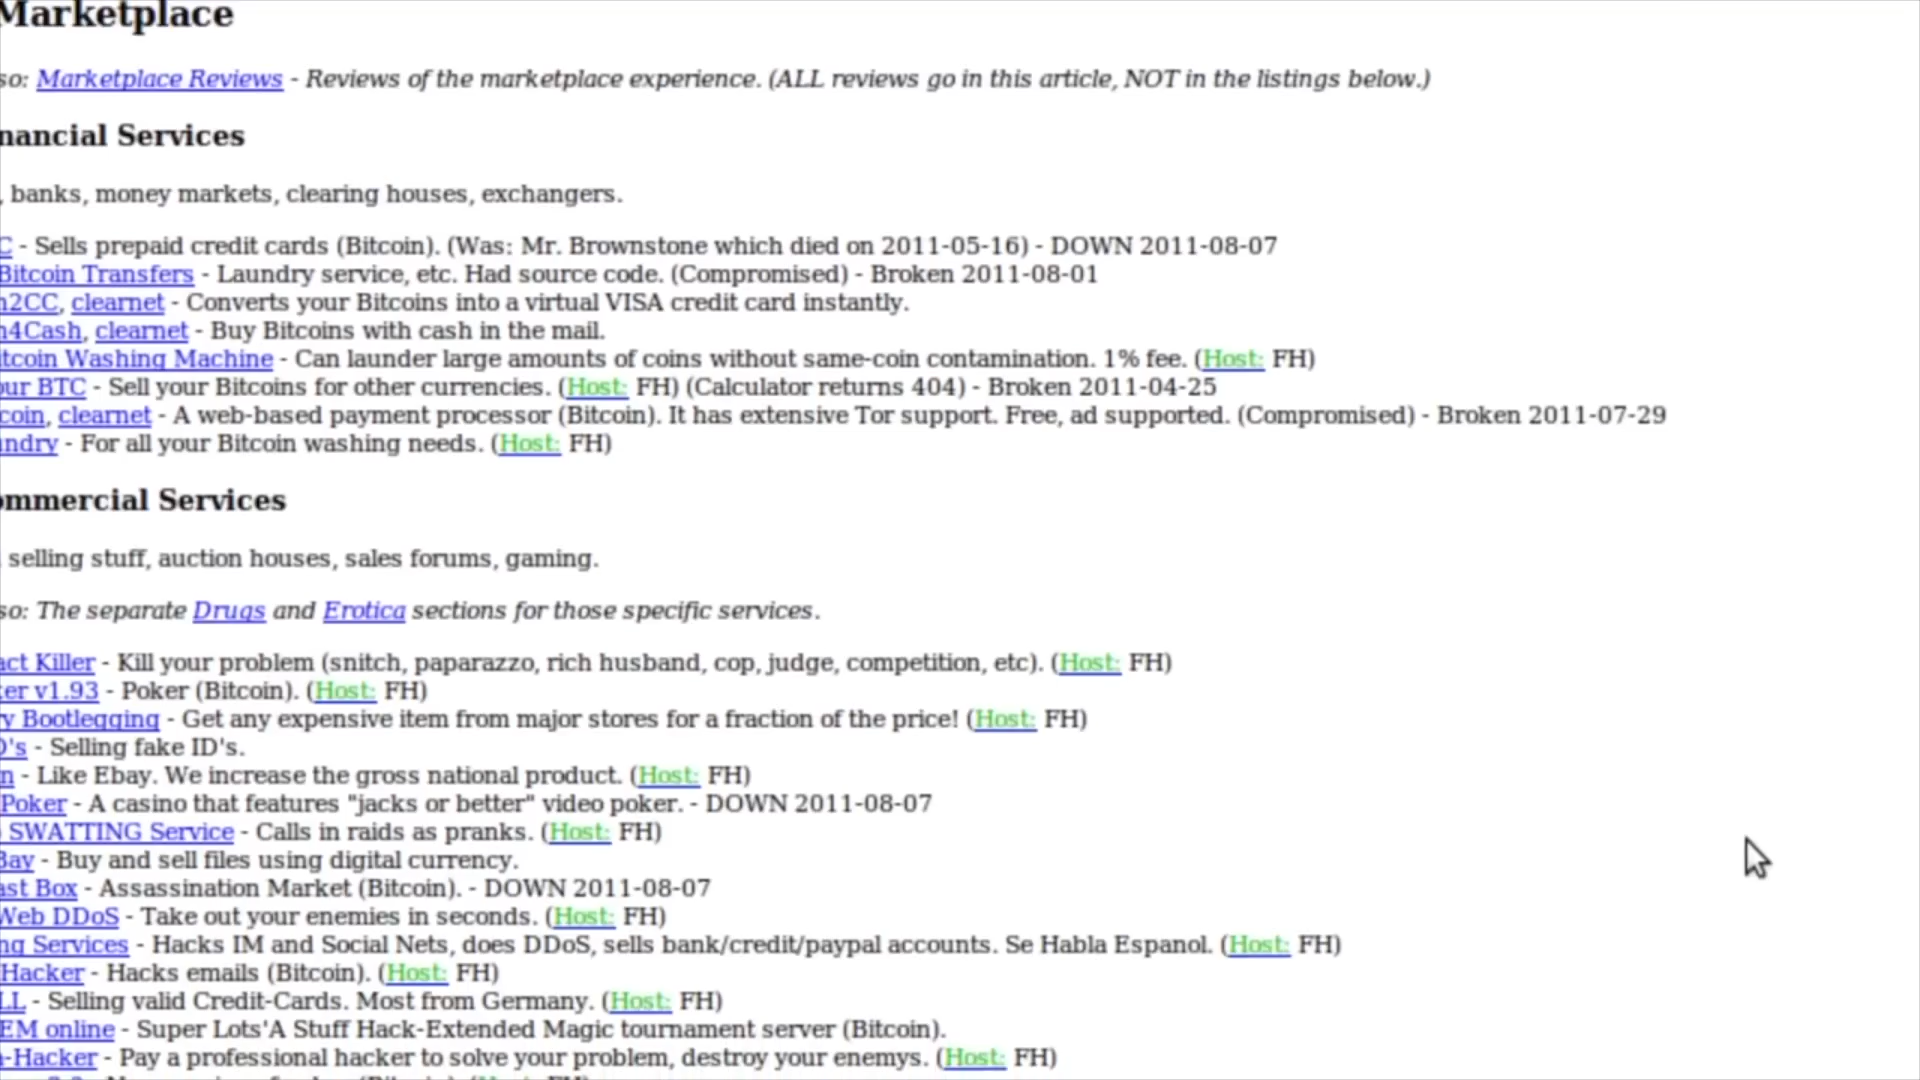 Marketplace
so: Marketplace Reviews - Reviews of the marketplace experience. (ALL reviews go in this article, NOT in the listings below.)
nancial Services
, banks, money markets, clearing houses, exchangers.
C - Sells prepaid credit cards (Bitcoin). (Was: Mr. Brownstone which died on 2011-05-16) - DOWN 2011-08-07
Bitcoin Transfers - Laundry service, etc. Had source code. (Compromised) - Broken 2011-08-01
n2CC, clearnet - Converts your Bitcoins into a virtual VISA credit card instantly.
n4Cash, clearnet - Buy Bitcoins with cash in the mail.
itcoin Washing Machine - Can launder large amounts of coins without same-coin contamination. 1% fee. (Host: FH)
our BTC - Sell your Bitcoins for other currencies. (Host: FH) (Calculator returns 404) - Broken 2011-04-25
coin, clearnet - A web-based payment processor (Bitcoin). It has extensive Tor support. Free, ad supported. (Compromised) - Broken 2011-07-29
undry - For all your Bitcoin washing needs. (Host: FH)
ommercial Services
selling stuff, auction houses, sales forums, gaming.
so: The separate Drugs and Erotica sections for those specific services.
act Killer - Kill your problem (snitch, paparazzo, rich husband, cop, judge, competition, etc). (Host: FH)
ker v1.93 - Poker (Bitcoin). (Host: FH)
ry Bootlegging - Get any expensive item from major stores for a fraction of the price! (Host: FH)
D's - Selling fake ID's.
n - Like Ebay. We increase the gross national product. (Host: FH)
Poker - A casino that features "jacks or better" video poker. - DOWN 2011-08-07
SWATTING Service - Calls in raids as pranks. (Host: FH)
Bay - Buy and sell files using digital currency.
ast Box - Assassination Market (Bitcoin). - DOWN 2011-08-07
Web DDoS - Take out your enemies in seconds. (Host: FH)
ng Services - Hacks IM and Social Nets, does DDoS, sells bank/credit/paypal accounts. Se Habla Espanol. (Host: FH)
Hacker - Hacks emails (Bitcoin). (Host: FH)
LL - Selling valid Credit-Cards. Most from Germany. (Host: FH)
EM online - Super Lots'A Stuff Hack-Extended Magic tournament server (Bitcoin).
-Hacker - Pay a professional hacker to solve your problem, destroy your enemys. (Host: FH)